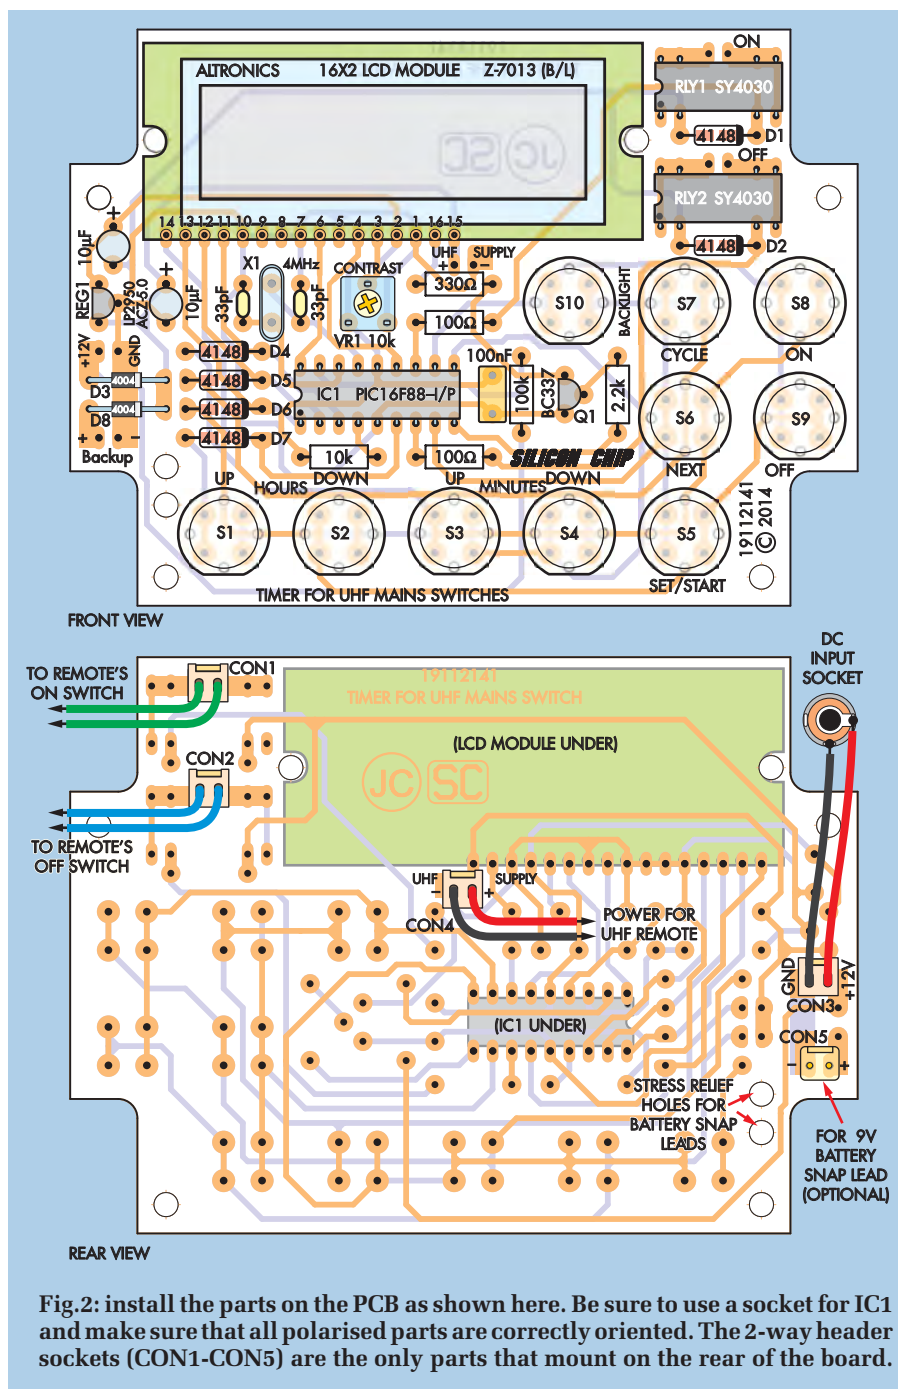 ON
ALTRONICS 16X2 LCD MODULE Z-7013 (B/L)
RLY1 SY4030
4148 D1
OFF
RLY2 SY4030
4148 D2
JC SC
14 13 12 11 10 9 8 7 6 5 4 3 2 1 16 15
+
10µF
REG1
LP2950
ACZ-5.0
+
10µF
33pF
X1
4MHz
33pF
CONTRAST
VR1 10k
UHF SUPPLY
+ −
330Ω
100Ω
S10
BACKLIGHT
S7
CYCLE
S8
ON
+12V
GND
D3
4004
D8
4004
+ −
Backup
4148 D4
4148 D5
4148 D6
4148 D7
IC1 PIC16F88–I/P
100nF
100k
BC337
Q1
2.2k
S6
NEXT
S9
OFF
10k
100Ω
SILICON CHIP
UP HOURS DOWN
UP MINUTES DOWN
S1
S2
S3
S4
S5
SET/START
19112141
© 2014
TIMER FOR UHF MAINS SWITCHES
FRONT VIEW
TO REMOTE'S
ON SWITCH
CON1
19112141
TIMER FOR UHF MAINS SWITCH
(LCD MODULE UNDER)
JC SC
DC
INPUT
SOCKET
CON2
TO REMOTE'S
OFF SWITCH
UHF SUPPLY
− +
CON4
POWER FOR
UHF REMOTE
GND
+12V
CON3
(IC1 UNDER)
CON5
− +
STRESS RELIEF
HOLES FOR
BATTERY SNAP
LEADS
FOR 9V
BATTERY
SNAP LEAD
(OPTIONAL)
REAR VIEW
Fig.2: install the parts on the PCB as shown here. Be sure to use a socket for IC1
and make sure that all polarised parts are correctly oriented. The 2-way header
sockets (CON1-CON5) are the only parts that mount on the rear of the board.